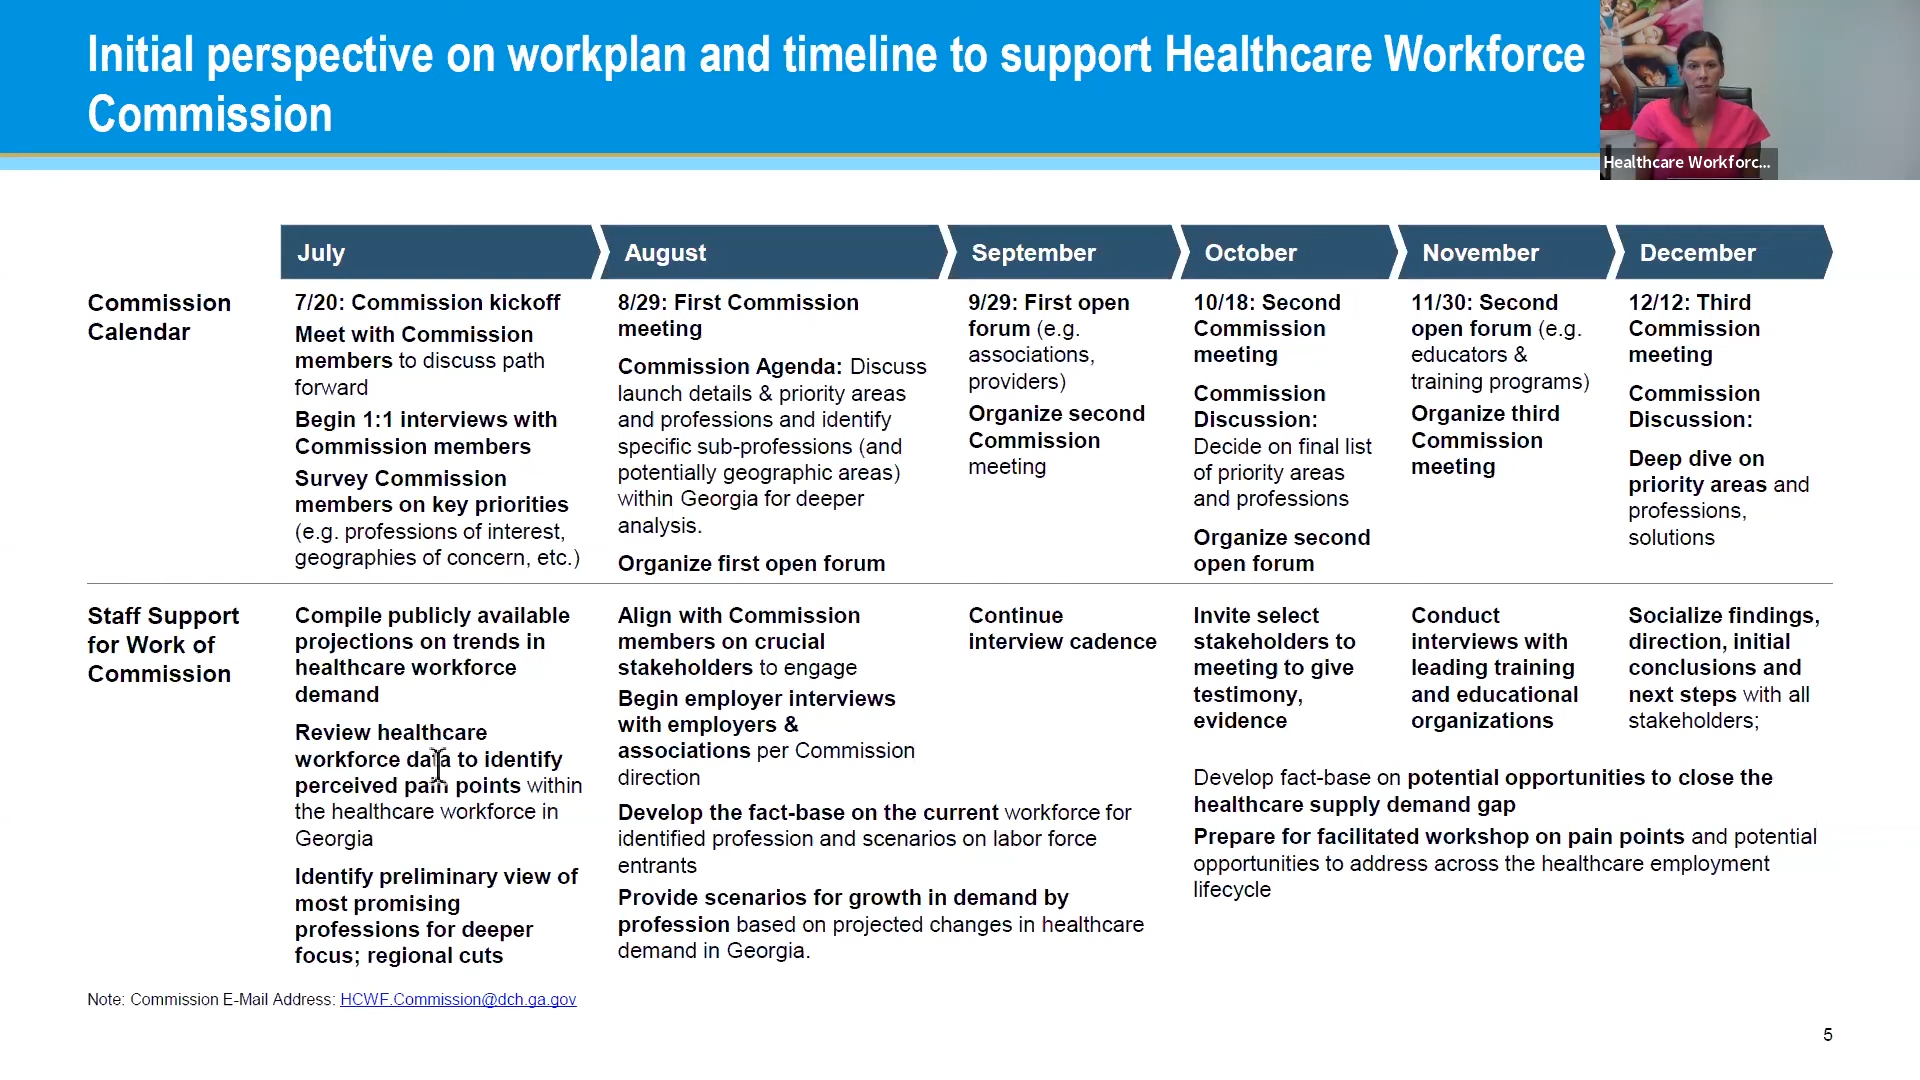 Initial perspective on workplan and timeline to support Healthcare Workforce
Commission
Healthcare Workforc...
July
August
September
October
November
December
Commission
Calendar
7/20: Commission kickoff
Meet with Commission
members to discuss path
forward
Begin 1:1 interviews with
Commission members
Survey Commission
members on key priorities
(e.g. professions of interest,
geographies of concern, etc.)
8/29: First Commission
meeting
Commission Agenda: Discuss
launch details & priority areas
and professions and identify
specific sub-professions (and
potentially geographic areas)
within Georgia for deeper
analysis.
Organize first open forum
9/29: First open
forum (e.g.
associations,
providers)
Organize second
Commission
meeting
10/18: Second
Commission
meeting
Commission
Discussion:
Decide on final list
of priority areas
and professions
Organize second
open forum
11/30: Second
open forum (e.g.
educators &
training programs)
Organize third
Commission
meeting
12/12: Third
Commission
meeting
Commission
Discussion:
Deep dive on
priority areas and
professions,
solutions
Staff Support
for Work of
Commission
Compile publicly available
projections on trends in
healthcare workforce
demand
Review healthcare
workforce data to identify
perceived pain points within
the healthcare workforce in
Georgia
Identify preliminary view of
most promising
professions for deeper
focus; regional cuts
Align with Commission
members on crucial
stakeholders to engage
Begin employer interviews
with employers &
associations per Commission
direction
Continue
interview cadence
Develop the fact-base on the current workforce for
identified profession and scenarios on labor force
entrants
Provide scenarios for growth in demand by
profession based on projected changes in healthcare
demand in Georgia.
Invite select
stakeholders to
meeting to give
testimony,
evidence
Conduct
interviews with
leading training
and educational
organizations
Socialize findings,
direction, initial
conclusions and
next steps with all
stakeholders;
Develop fact-base on potential opportunities to close the
healthcare supply demand gap
Prepare for facilitated workshop on pain points and potential
opportunities to address across the healthcare employment
lifecycle
Note: Commission E-Mail Address: HCWF.Commission@dch.ga.gov
5